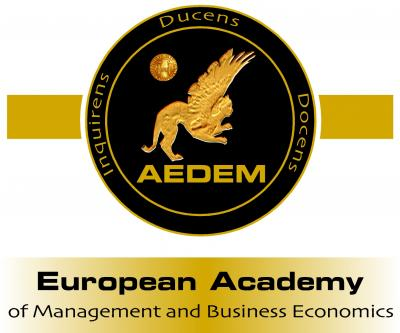 Inquirens Ducens Docens
AEDEM
European Academy
of Management and Business Economics